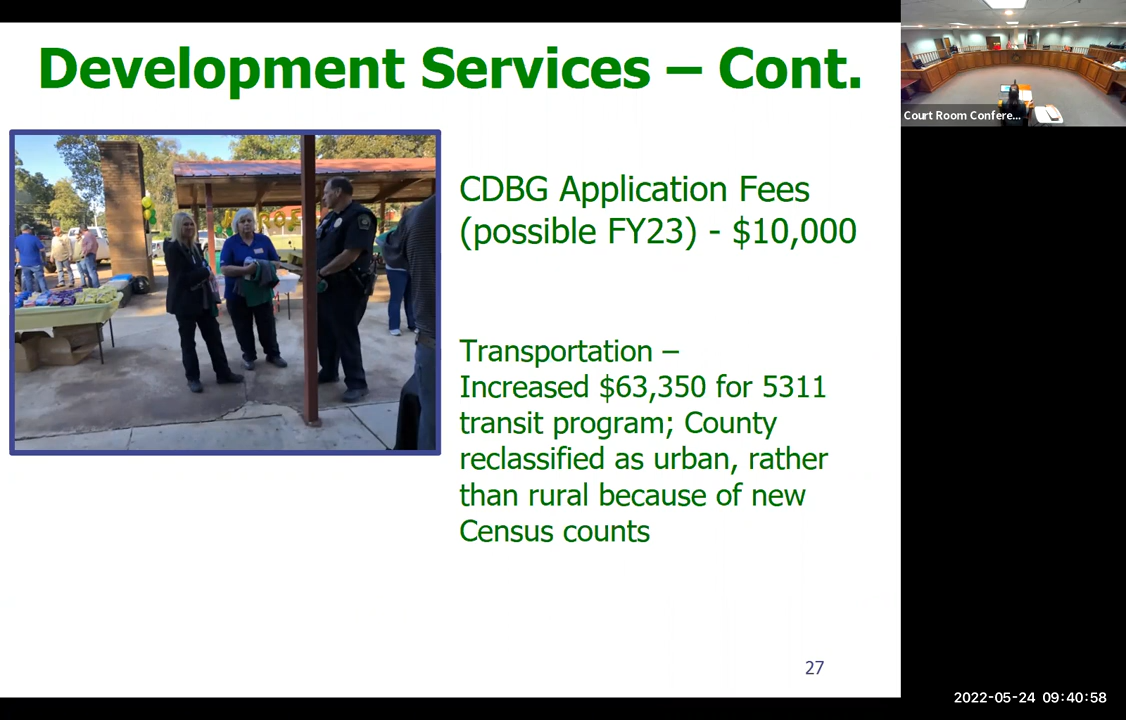 Development Services – Cont.
Court Room Confere...
CDBG Application Fees
(possible FY23) - $10,000
Transportation –
Increased $63,350 for 5311
transit program; County
reclassified as urban, rather
than rural because of new
Census counts
27
2022-05-24 09:40:58